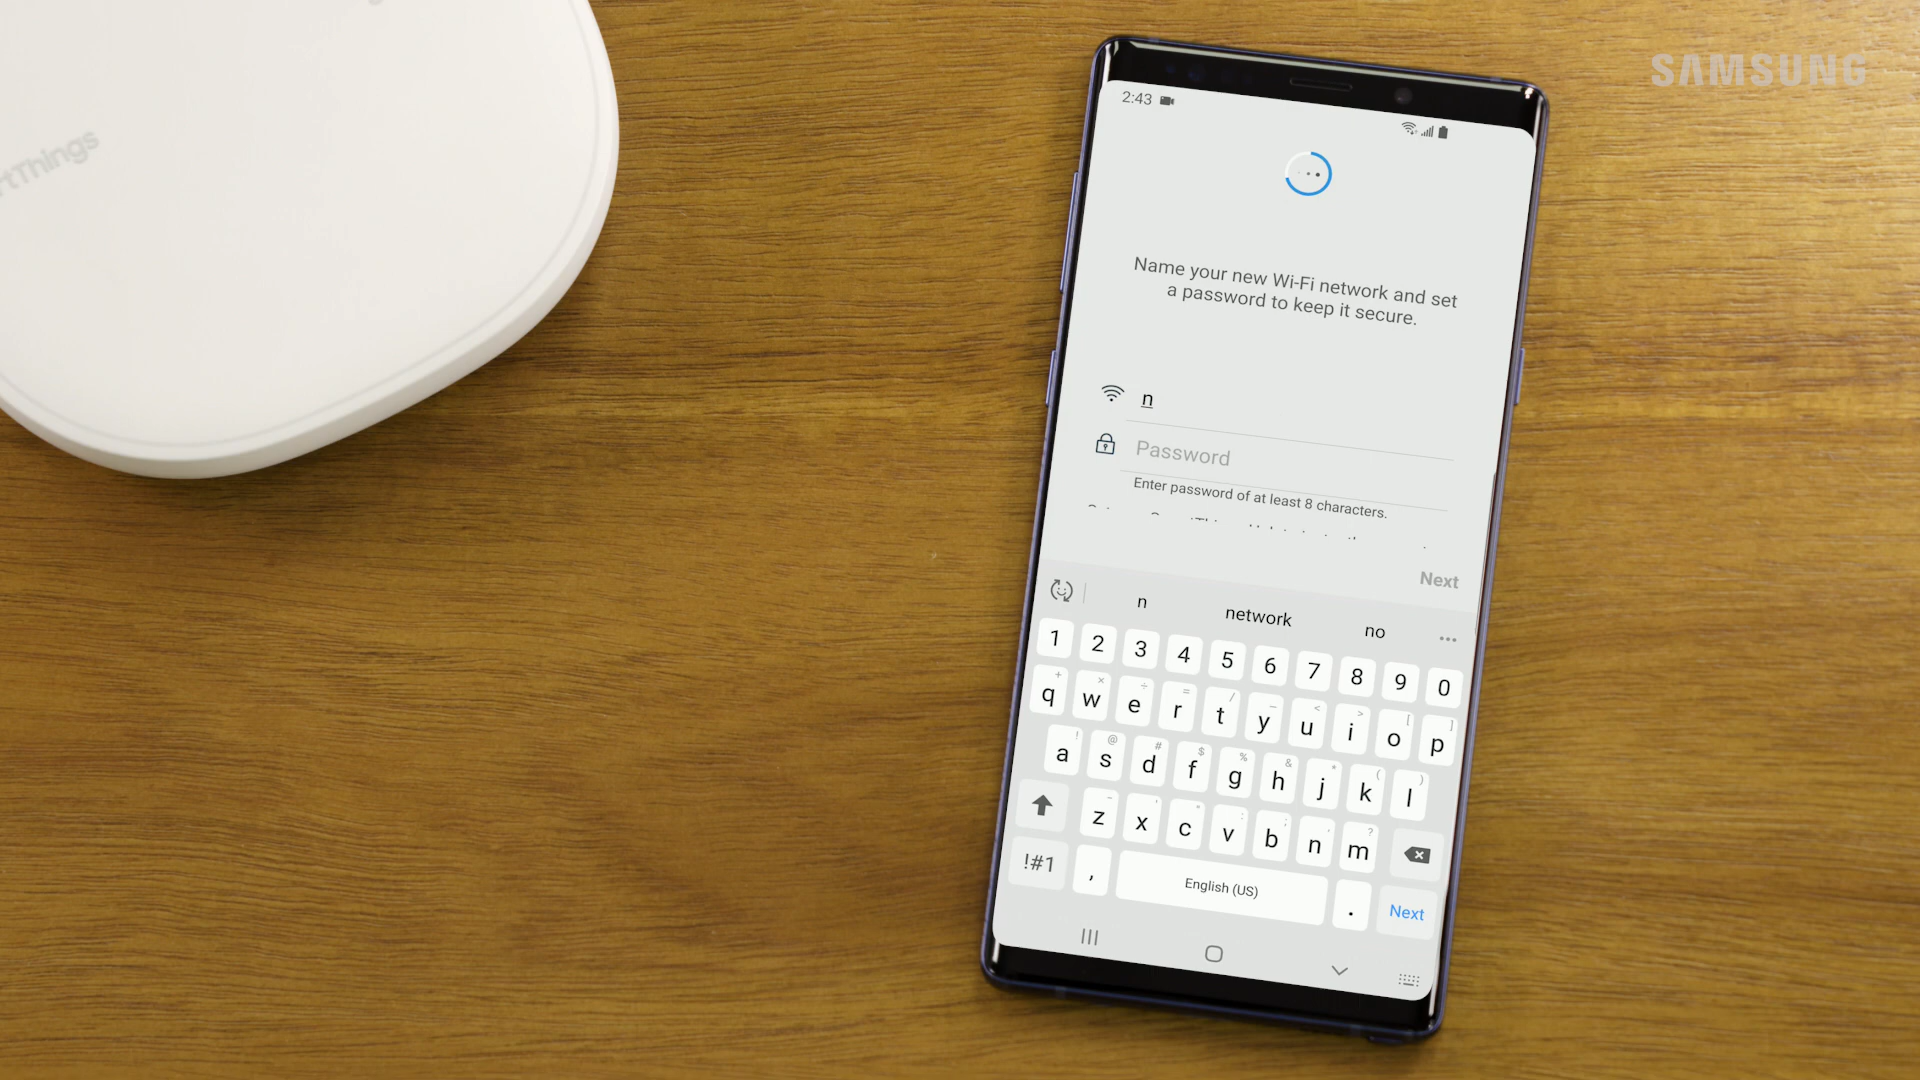 SAMSUNG
rtThings
2:43
Name your new Wi-Fi network and set
a password to keep it secure.
n
Password
Enter password of at least 8 characters.
Next
n network no
1 2 3 4 5 6 7 8 9 0
q w e r t y u i o p
a s d f g h j k l
z x c v b n m
!#1 , English (US) . Next